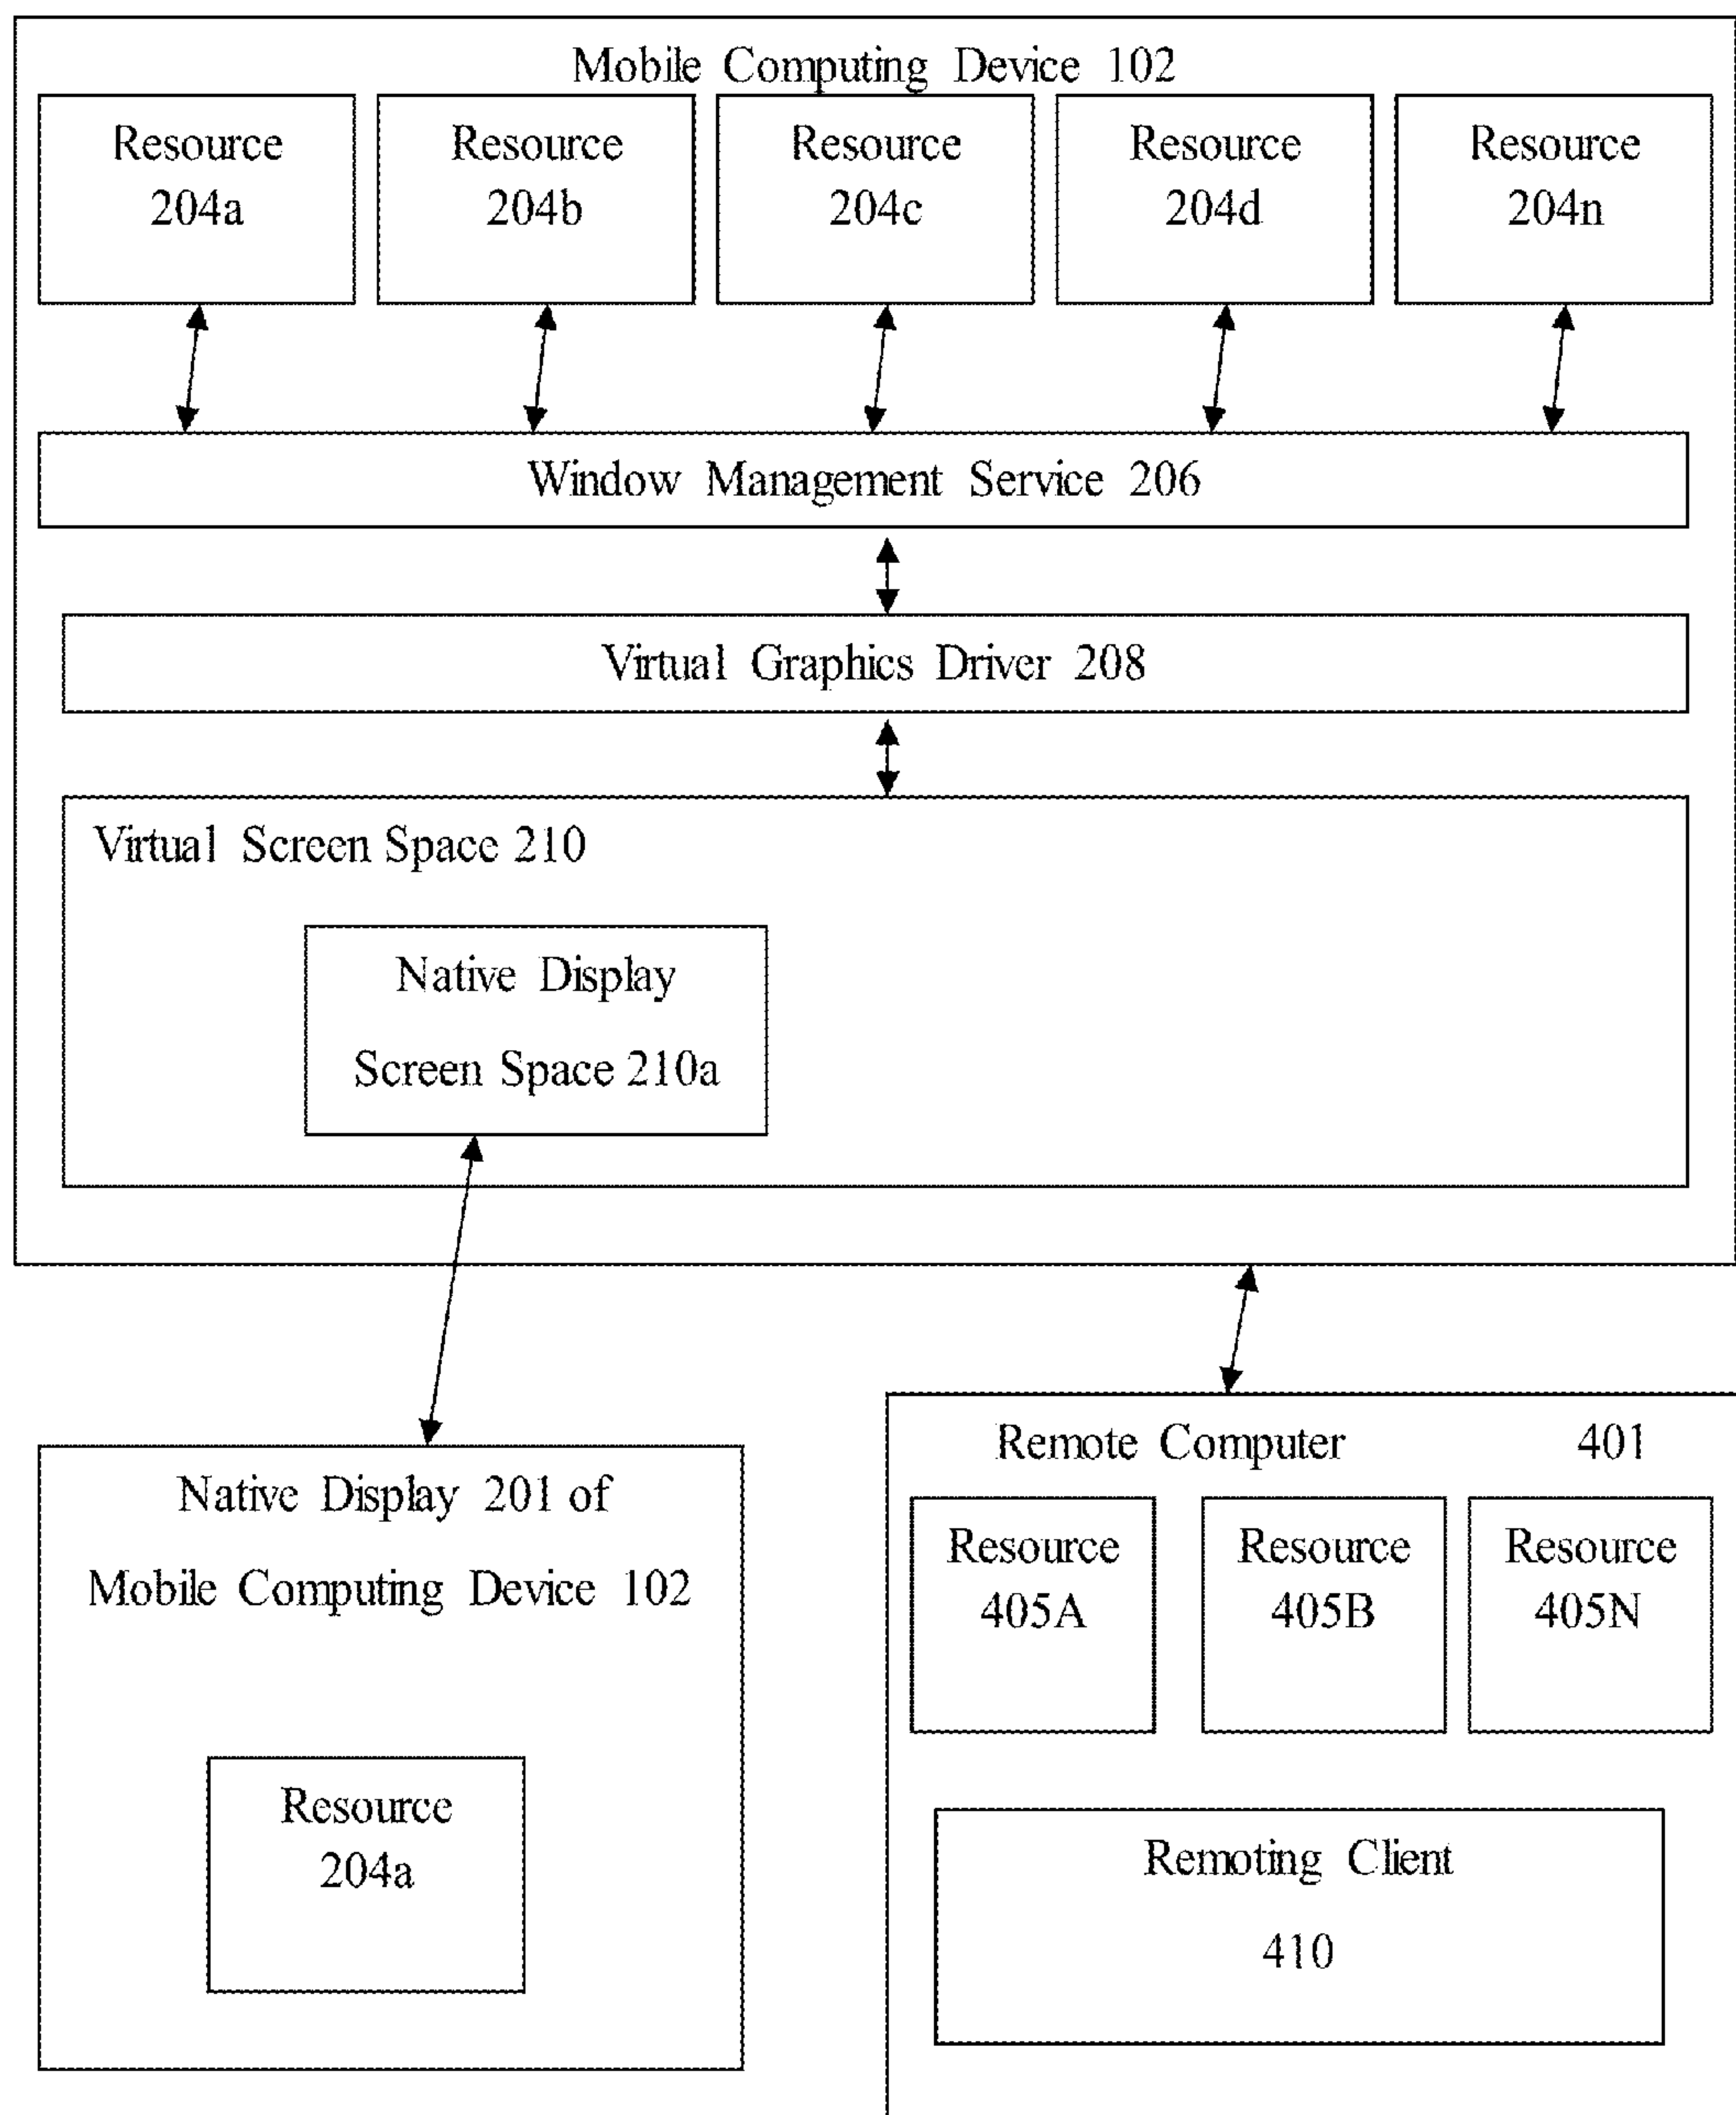 Mobile Computing Device 102
Resource
204a
Resource
204b
Resource
204c
Resource
204d
Resource
204n
Window Management Service 206
Virtual Graphics Driver 208
Virtual Screen Space 210
Native Display
Screen Space 210a
Native Display 201 of
Mobile Computing Device 102
Resource
204a
Remote Computer 401
Resource
405A
Resource
405B
Resource
405N
Remoting Client
410